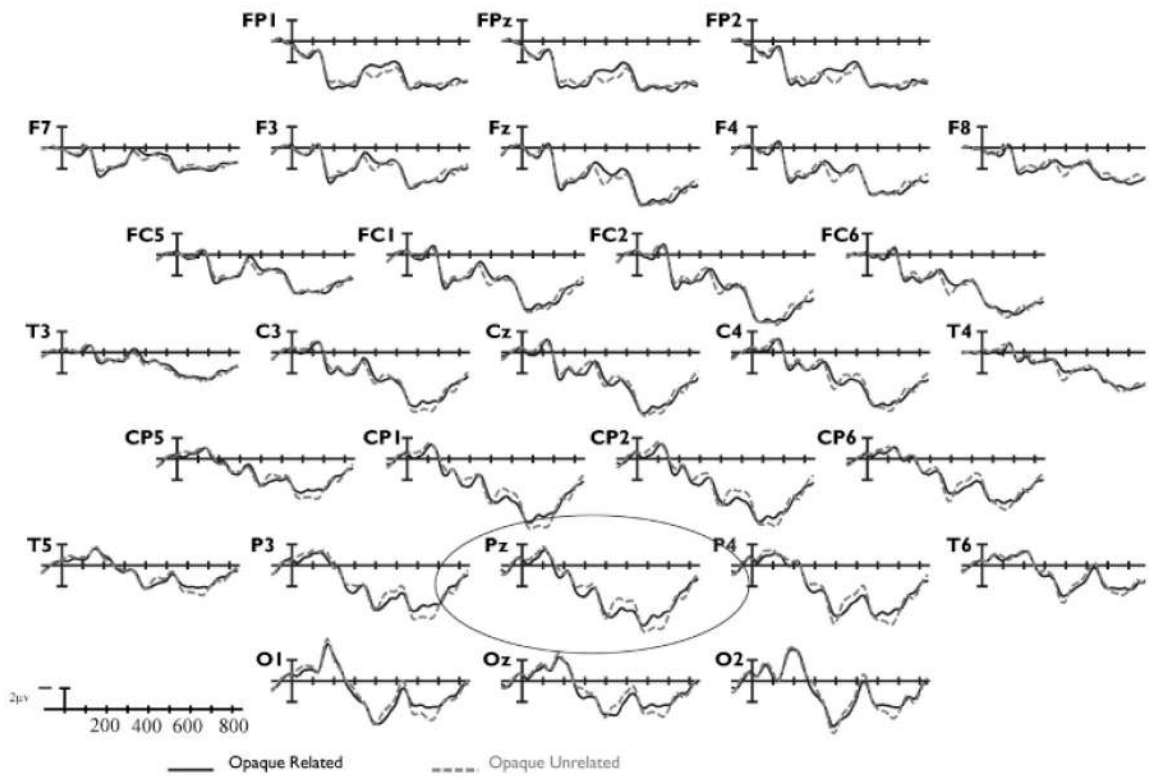 FP1 FPz FP2
F7 F3 Fz F4 F8
FC5 FC1 FC2 FC6
T3 C3 Cz C4 T4
CP5 CP1 CP2 CP6
T5 P3 Pz P4 T6
O1 Oz O2
2μv
200 400 600 800
Opaque Related Opaque Unrelated